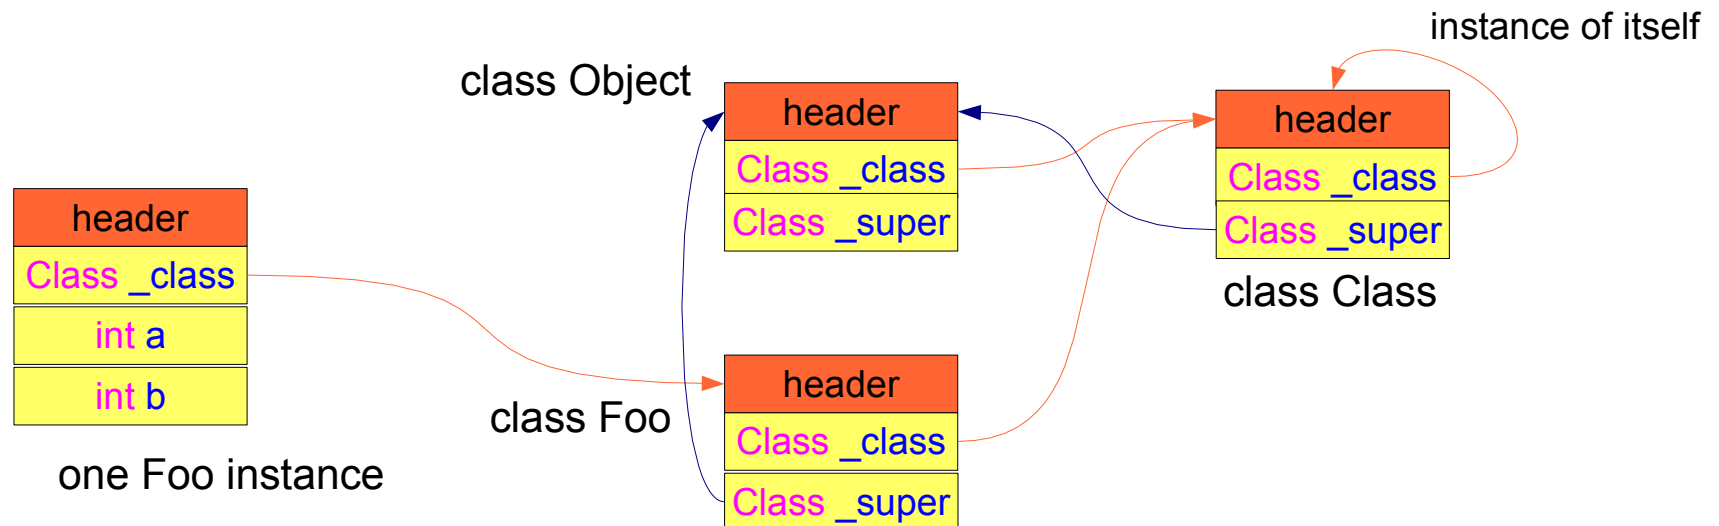 instance of itself
class Object
header
Class _class
Class _super
header
Class _class
Class _super
class Class
header
Class _class
int a
int b
one Foo instance
class Foo
header
Class _class
Class _super